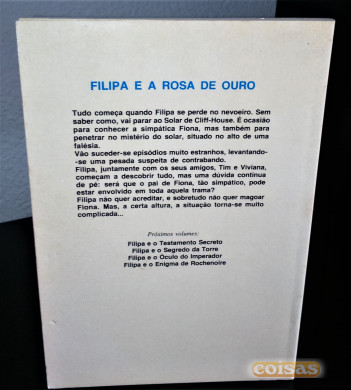 FILIPA E A ROSA DE OURO
Tudo começa quando Filipa se perde no nevoeiro. Sem
saber como, vai parar ao Solar de Cliff-House. É ocasião
para conhecer a simpática Fiona, mas também para
penetrar no mistério do solar, situado no alto de uma
falésia.
Vão suceder-se episódios muito estranhos, levantando-
-se uma pesada suspeita de contrabando.
Filipa, juntamente com os seus amigos, Tim e Viviana,
começam a descobrir tudo, mas uma dúvida continua
de pé: será que o pai de Fiona, tão simpático, pode
estar envolvido em toda aquela trama?
Filipa não quer acreditar, e sobretudo não quer magoar
Fiona. Mas, a certa altura, a situação torna-se muito
complicada...
Próximos volumes:
Filipa e o Testamento Secreto
Filipa e o Segredo da Torre
Filipa e o Óculo do Imperador
Filipa e o Enigma de Rochenoire
coisas